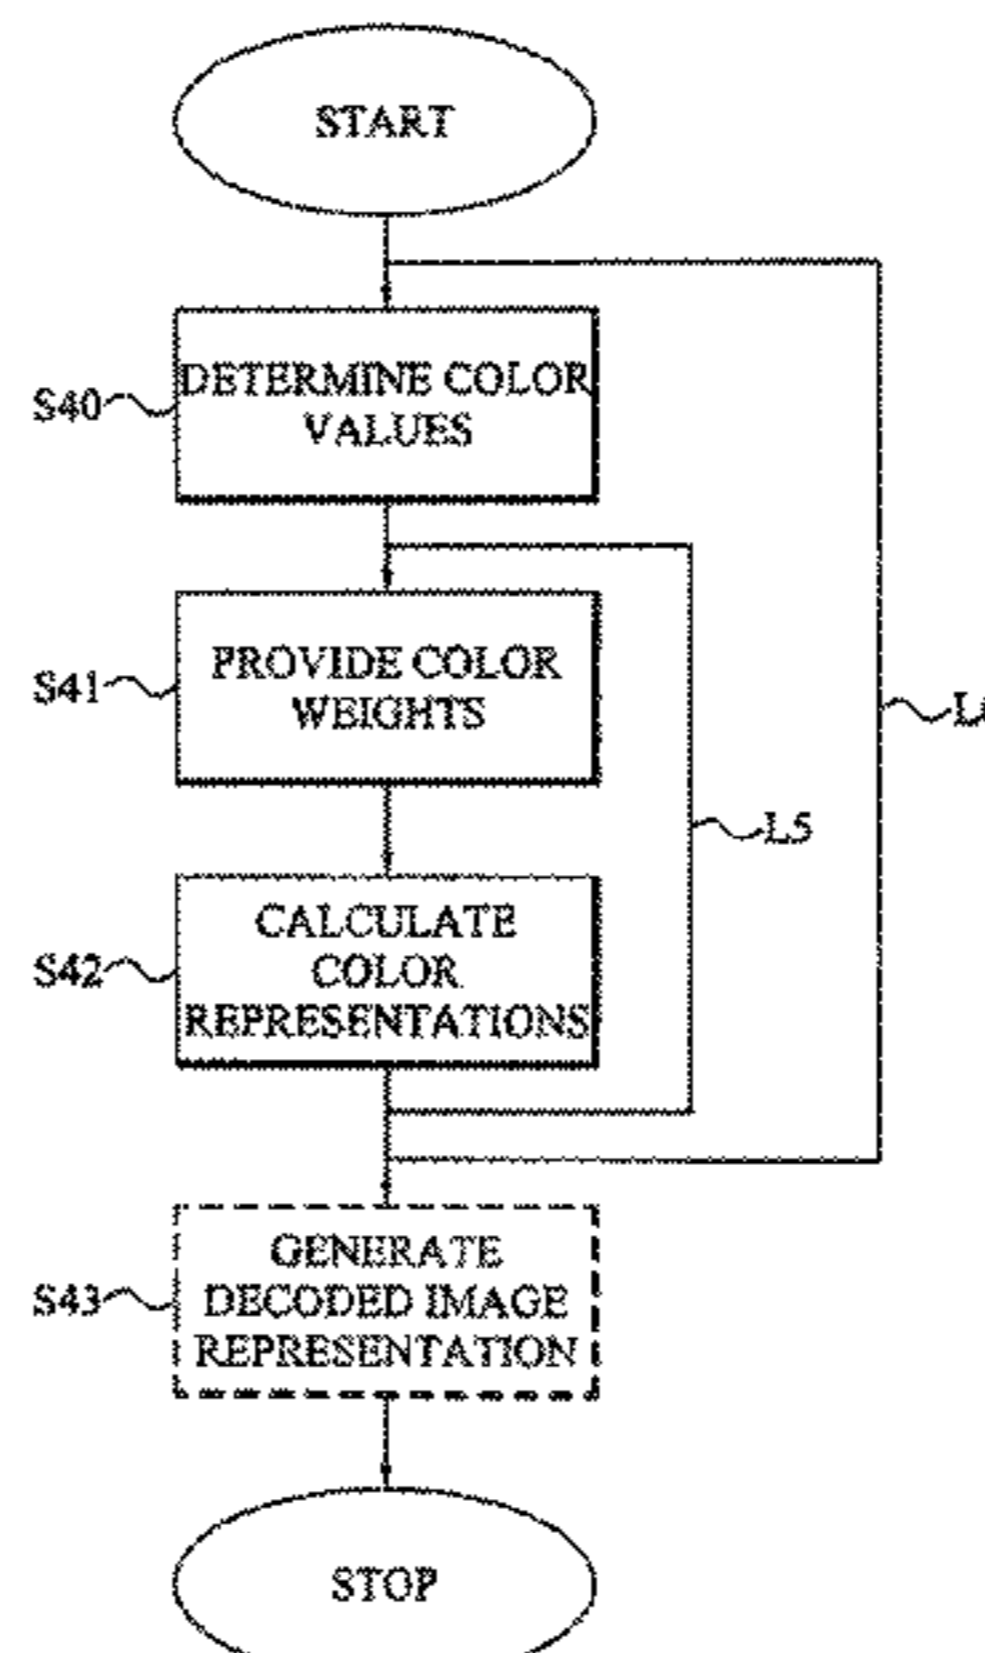 START
DETERMINE COLOR
VALUES
S40
PROVIDE COLOR
WEIGHTS
S41
L5
CALCULATE
COLOR
REPRESENTATIONS
S42
GENERATE
DECODED IMAGE
REPRESENTATION
S43
STOP